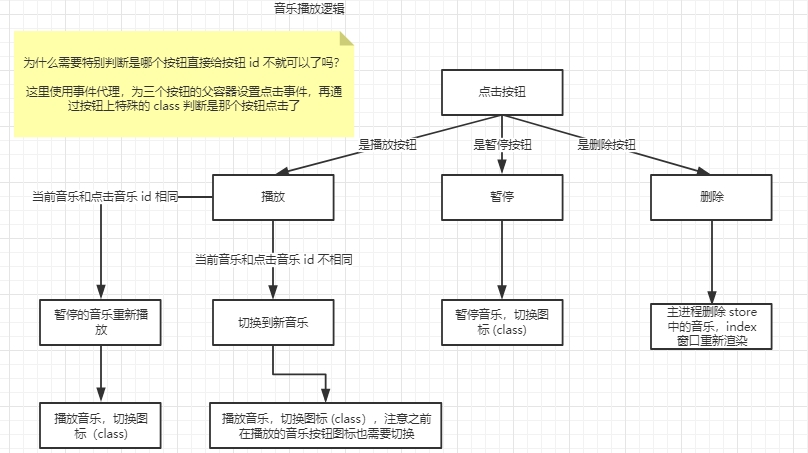 音乐播放逻辑
为什么需要特别判断是哪个按钮直接给按钮 id 不就可以了吗?
这里使用事件代理，为三个按钮的父容器设置点击事件，再通
过按钮上特殊的 class 判断是那个按钮点击了
点击按钮
是播放按钮
是暂停按钮
是删除按钮
当前音乐和点击音乐 id 相同
播放
暂停
删除
当前音乐和点击音乐 id 不相同
暂停的音乐重新播
放
切换到新音乐
暂停音乐，切换图
标 (class)
主进程删除 store
中的音乐，index
窗口重新渲染
播放音乐，切换图
标（class)
播放音乐，切换图标 (class），注意之前
在播放的音乐按钮图标也需要切换